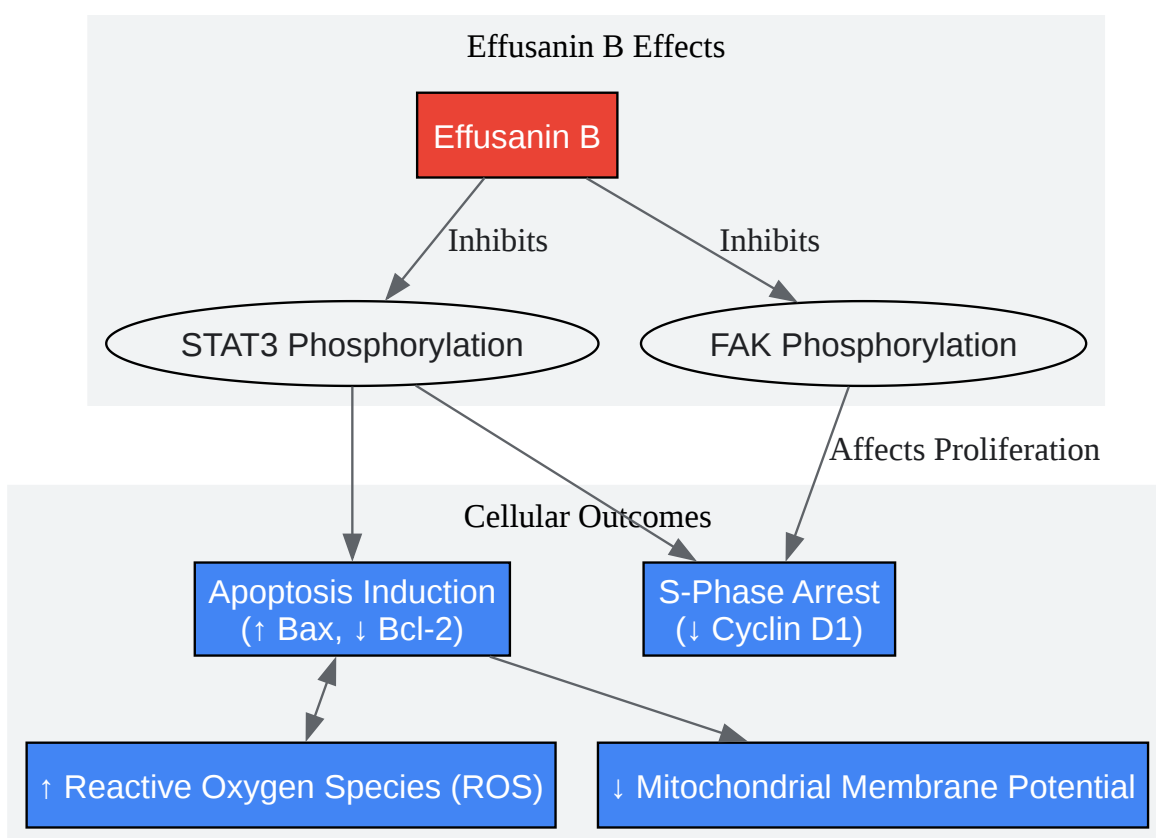 Effusanin B Effects
Effusanin B
Inhibits
Inhibits
STAT3 Phosphorylation
FAK Phosphorylation
Affects Proliferation
Cellular Outcomes
Apoptosis Induction
(↑ Bax, ↓ Bcl-2)
S-Phase Arrest
(↓ Cyclin D1)
↑ Reactive Oxygen Species (ROS)
↓ Mitochondrial Membrane Potential